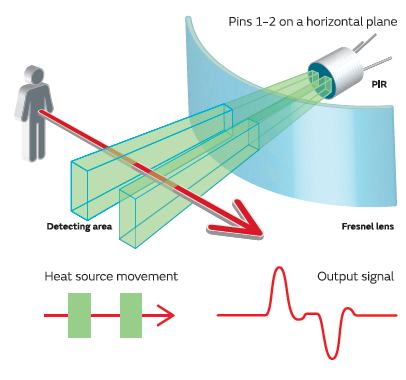 Pins 1–2 on a horizontal plane
PIR
Detecting area
Fresnel lens
Heat source movement
Output signal